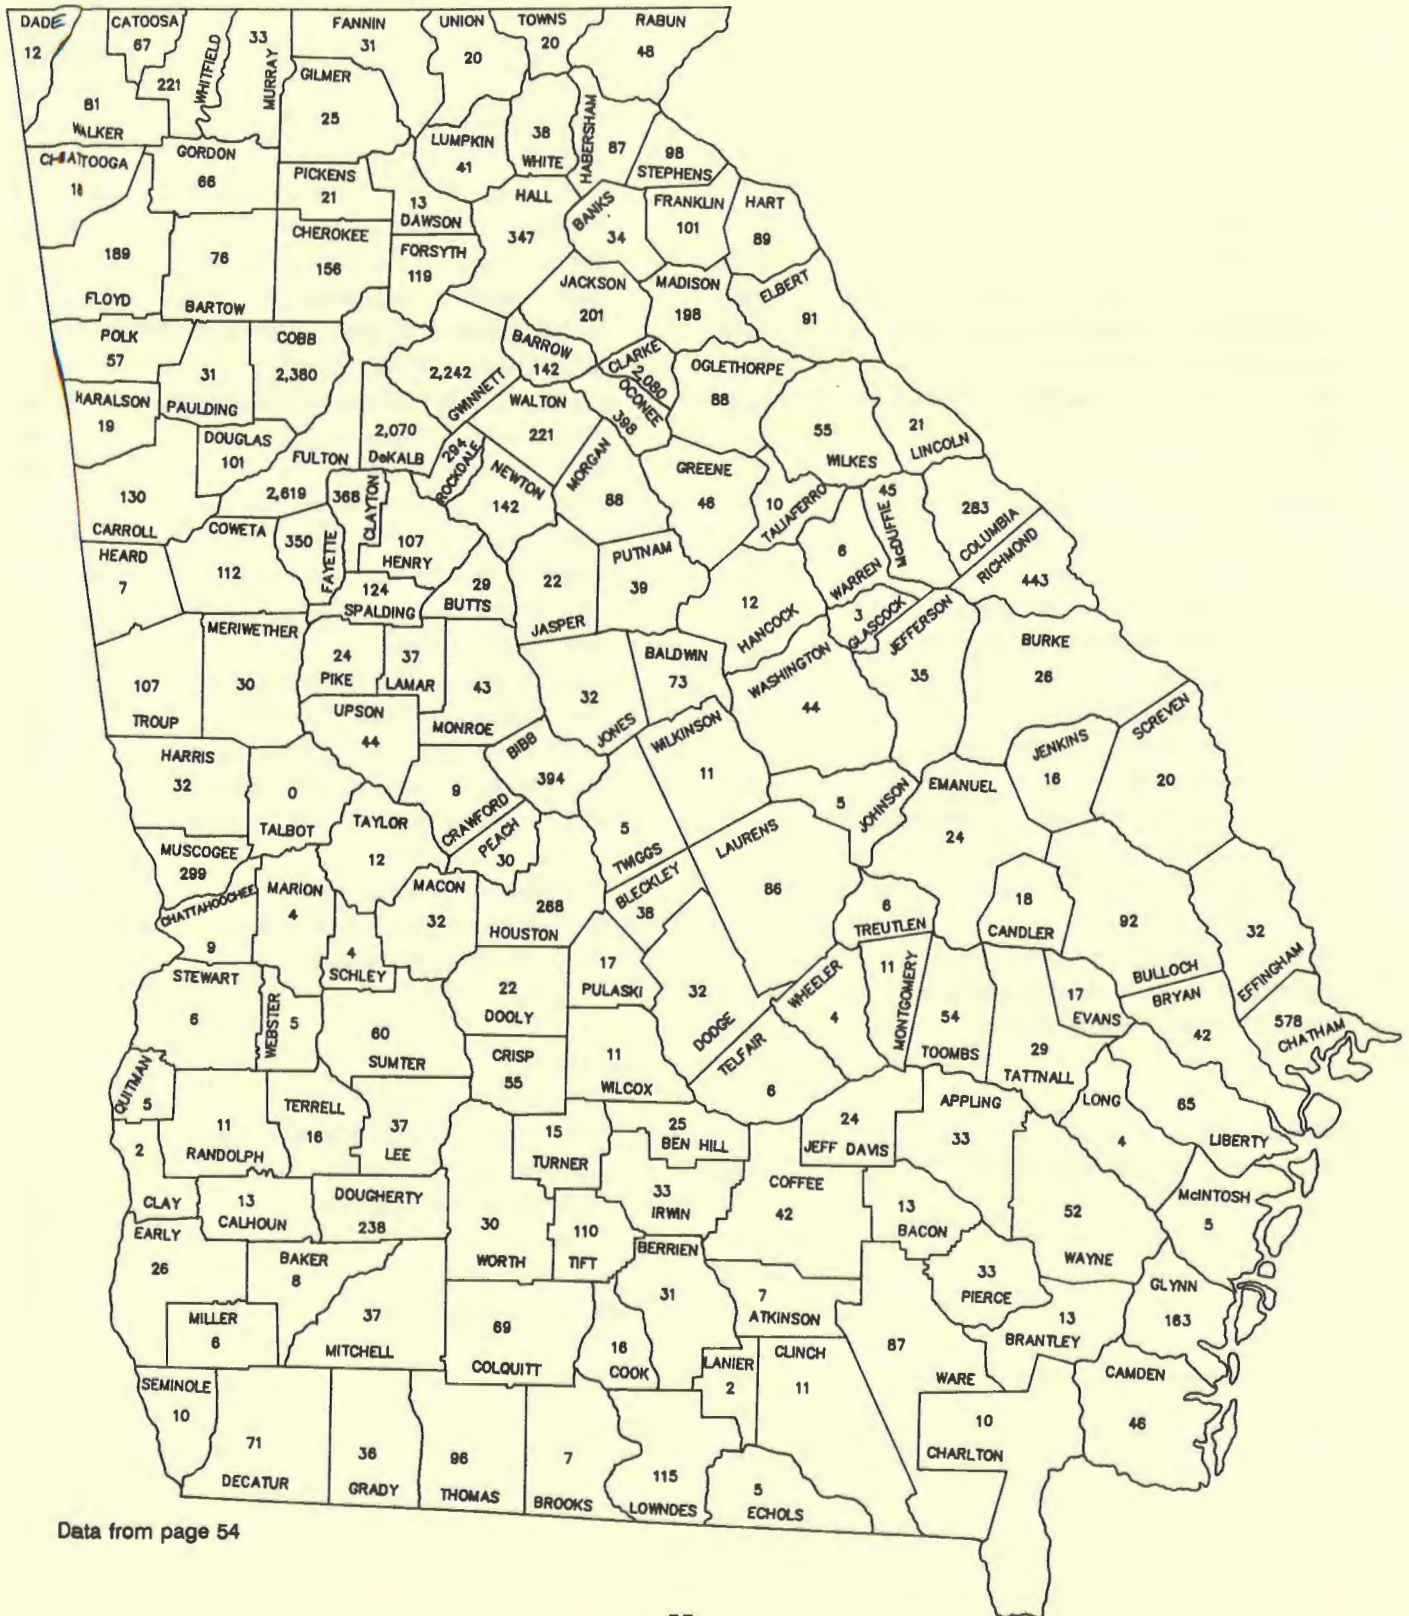 DADE
12
CATOOSA
67
WHITFIELD
221
33
MURRAY
FANNIN
31
UNION
20
TOWNS
20
RABUN
48
81
WALKER
GILMER
25
LUMPKIN
41
38
WHITE
HABERSHAM
87
98
STEPHENS
CHATTOOGA
GORDON
66
PICKENS
21
13
DAWSON
HALL
347
BANKS
34
FRANKLIN
101
HART
89
189
FLOYD
76
BARTOW
CHEROKEE
156
FORSYTH
119
JACKSON
201
MADISON
198
ELBERT
91
POLK
57
31
PAULDING
COBB
2,380
2,242
GWINNETT
BARROW
142
CLARKE
2,080
OCONEE
398
OGLETHORPE
88
HARALSON
19
DOUGLAS
101
FULTON
2,619
2,070
DeKALB
294
ROCKDALE
WALTON
221
NEWTON
142
MORGAN
88
GREENE
48
55
WILKES
21
LINCOLN
130
CARROLL
COWETA
112
350
FAYETTE
368
CLAYTON
107
HENRY
10
TALIAFERRO
6
WARREN
45
McDUFFIE
283
COLUMBIA
RICHMOND
443
HEARD
7
124
SPALDING
29
BUTTS
22
JASPER
PUTNAM
39
12
HANCOCK
3
GLASCOCK
JEFFERSON
35
BURKE
26
107
TROUP
MERIWETHER
30
24
PIKE
37
LAMAR
43
MONROE
32
JONES
BALDWIN
73
WASHINGTON
44
JENKINS
16
SCREVEN
20
HARRIS
32
0
TALBOT
UPSON
44
9
CRAWFORD
BIBB
394
WILKINSON
11
5
JOHNSON
EMANUEL
24
MUSCOGEE
299
TAYLOR
12
PEACH
30
5
TWIGGS
LAURENS
86
CHATTAHOOCHEE
9
MARION
4
4
SCHLEY
MACON
32
268
HOUSTON
BLECKLEY
38
6
TREUTLEN
18
CANDLER
92
BULLOCH
32
EFFINGHAM
STEWART
6
WEBSTER
5
60
SUMTER
22
DOOLY
17
PULASKI
32
DODGE
WHEELER
4
11
MONTGOMERY
54
TOOMBS
29
TATTNALL
17
EVANS
BRYAN
42
578
CHATHAM
QUITMAN
5
11
RANDOLPH
TERRELL
16
37
LEE
CRISP
55
11
WILCOX
TELFAIR
6
24
JEFF DAVIS
APPLING
33
LONG
4
65
LIBERTY
2
CLAY
13
CALHOUN
DOUGHERTY
238
30
WORTH
15
TURNER
25
BEN HILL
33
IRWIN
COFFEE
42
13
BACON
52
WAYNE
McINTOSH
5
EARLY
26
BAKER
8
MILLER
6
37
MITCHELL
69
COLQUITT
110
TIFT
BERRIEN
31
7
ATKINSON
87
WARE
33
PIERCE
13
BRANTLEY
GLYNN
163
SEMINOLE
10
71
DECATUR
36
GRADY
96
THOMAS
7
BROOKS
16
COOK
115
LOWNDES
LANIER
2
CLINCH
11
5
ECHOLS
10
CHARLTON
CAMDEN
46
Data from page 54